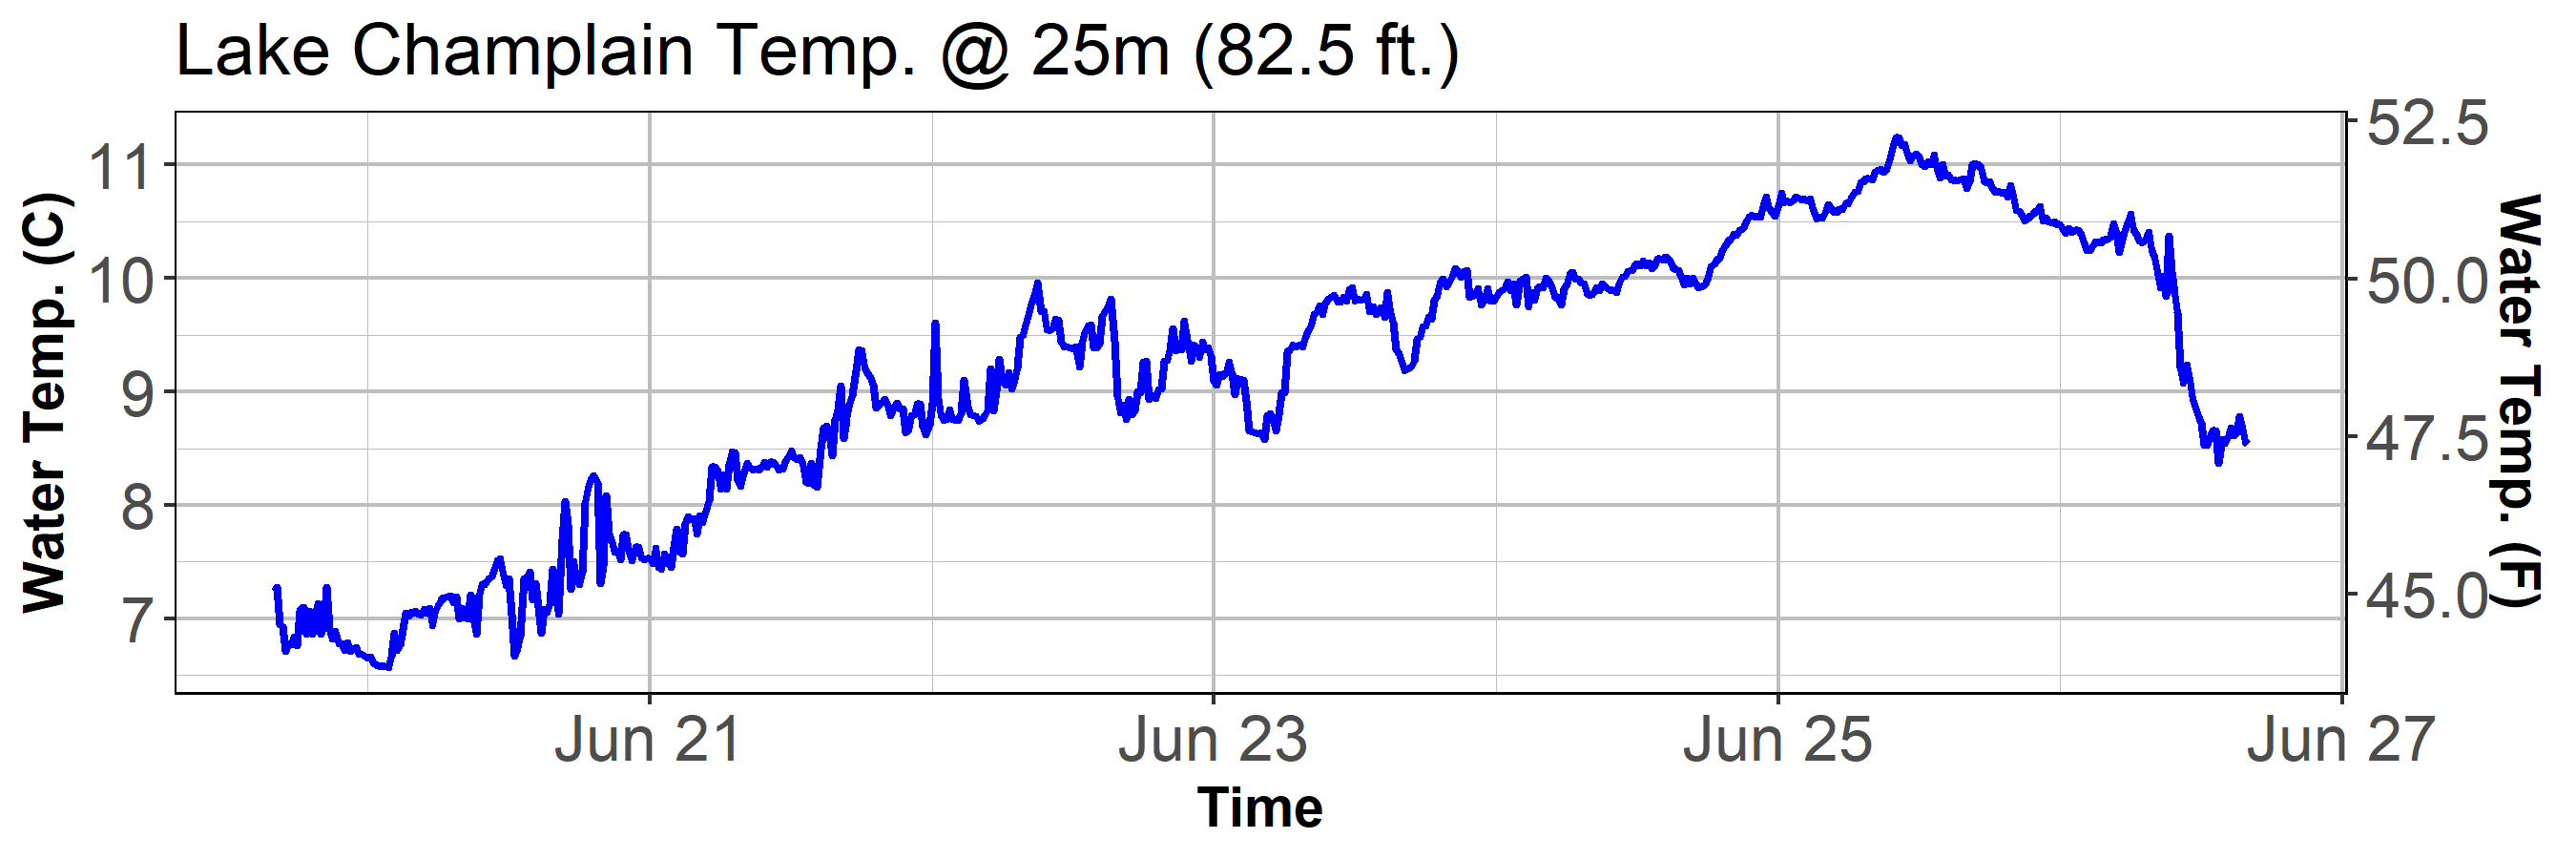 Lake Champlain Temp. @ 25m (82.5 ft.)
Water Temp. (C)
11
10
9
8
7
52.5
50.0
47.5
45.0
Water Temp. (F)
Jun 21 Jun 23 Jun 25 Jun 27
Time